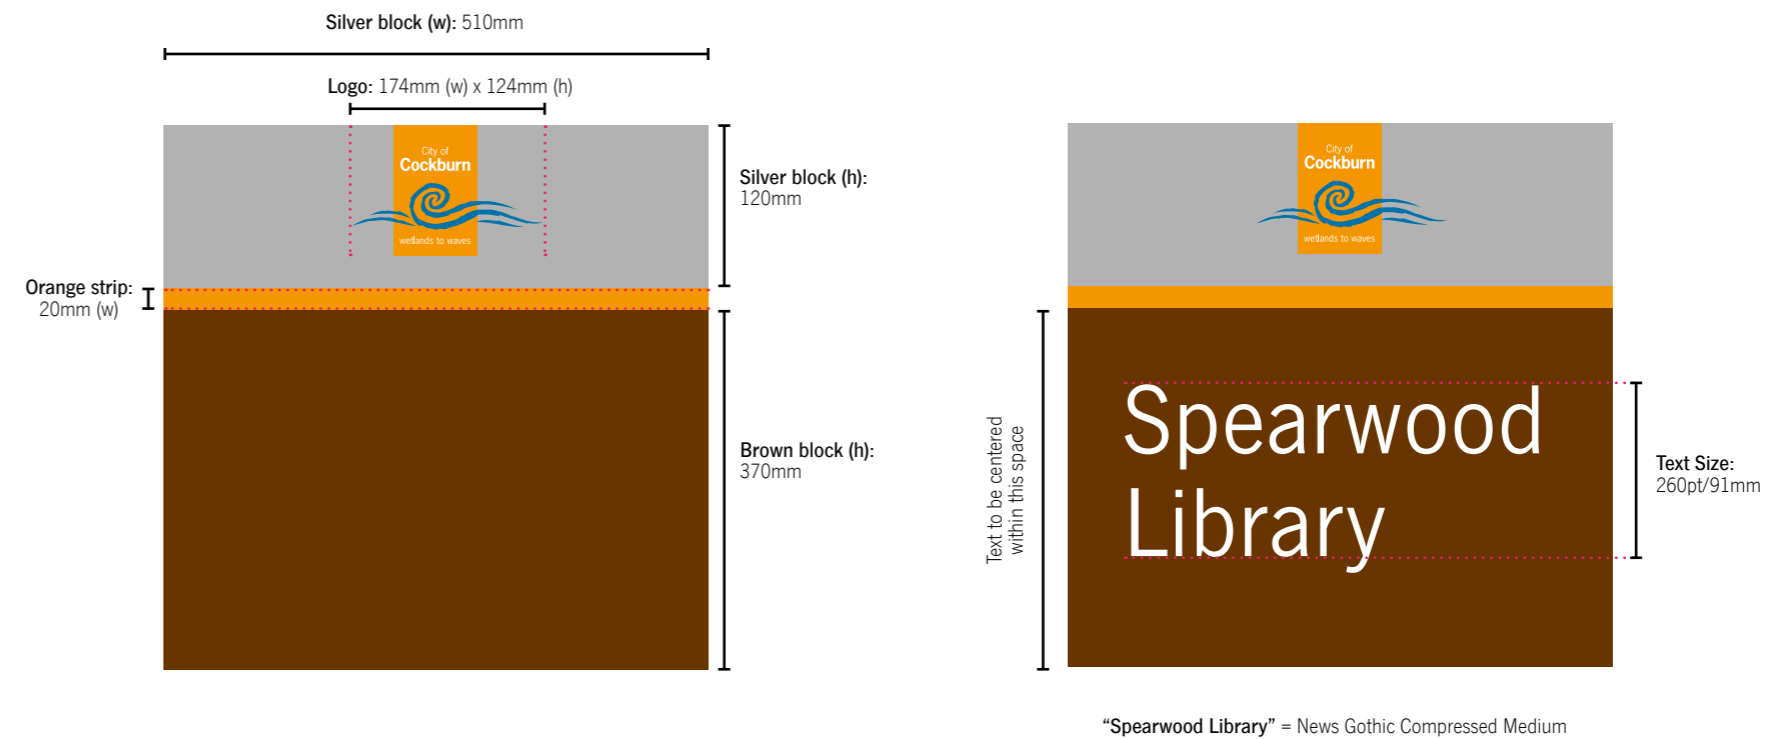 Silver block (w): 510mm
Logo: 174mm (w) x 124mm (h)
City of
Cockburn
wetlands to waves
Silver block (h):
120mm
Orange strip:
20mm (w)
Brown block (h):
370mm
City of
Cockburn
wetlands to waves
Text to be centered
within this space
Spearwood
Library
Text Size:
260pt/91mm
“Spearwood Library” = News Gothic Compressed Medium